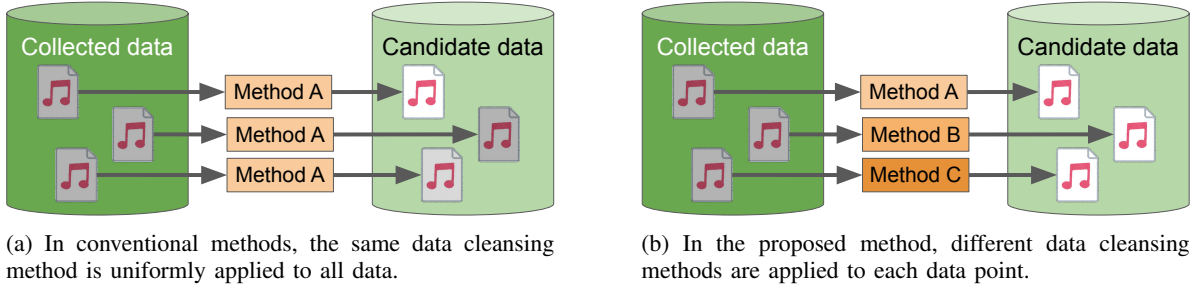 Collected data
Candidate data
Method A
Method A
Method A
(a) In conventional methods, the same data cleansing
method is uniformly applied to all data.
Collected data
Candidate data
Method A
Method B
Method C
(b) In the proposed method, different data cleansing
methods are applied to each data point.